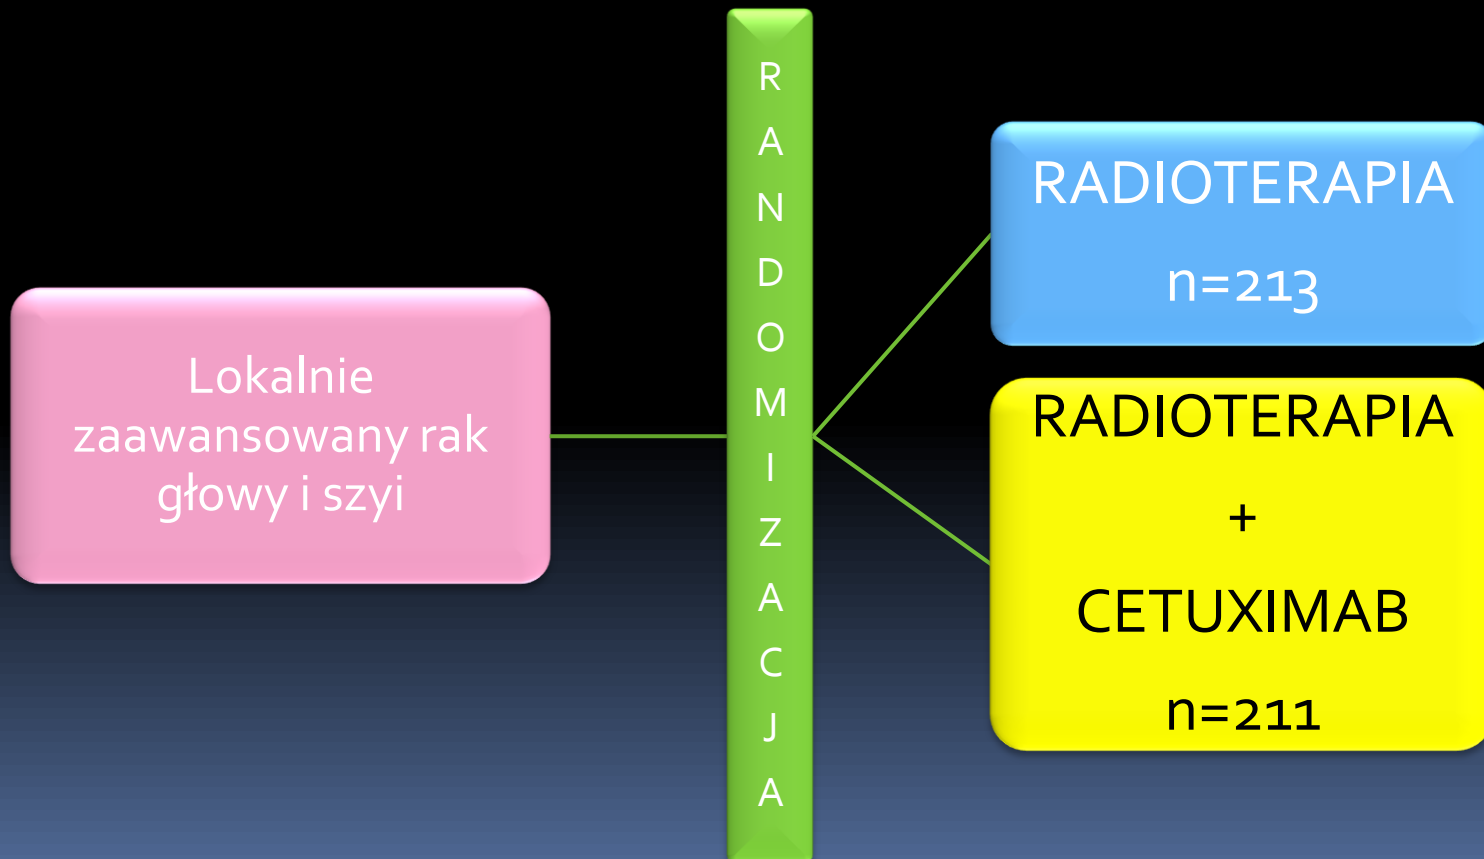 Lokalnie
zaawansowany rak
głowy i szyi
R
A
N
D
O
M
I
Z
A
C
J
A
RADIOTERAPIA
n=213
RADIOTERAPIA
+
CETUXIMAB
n=211